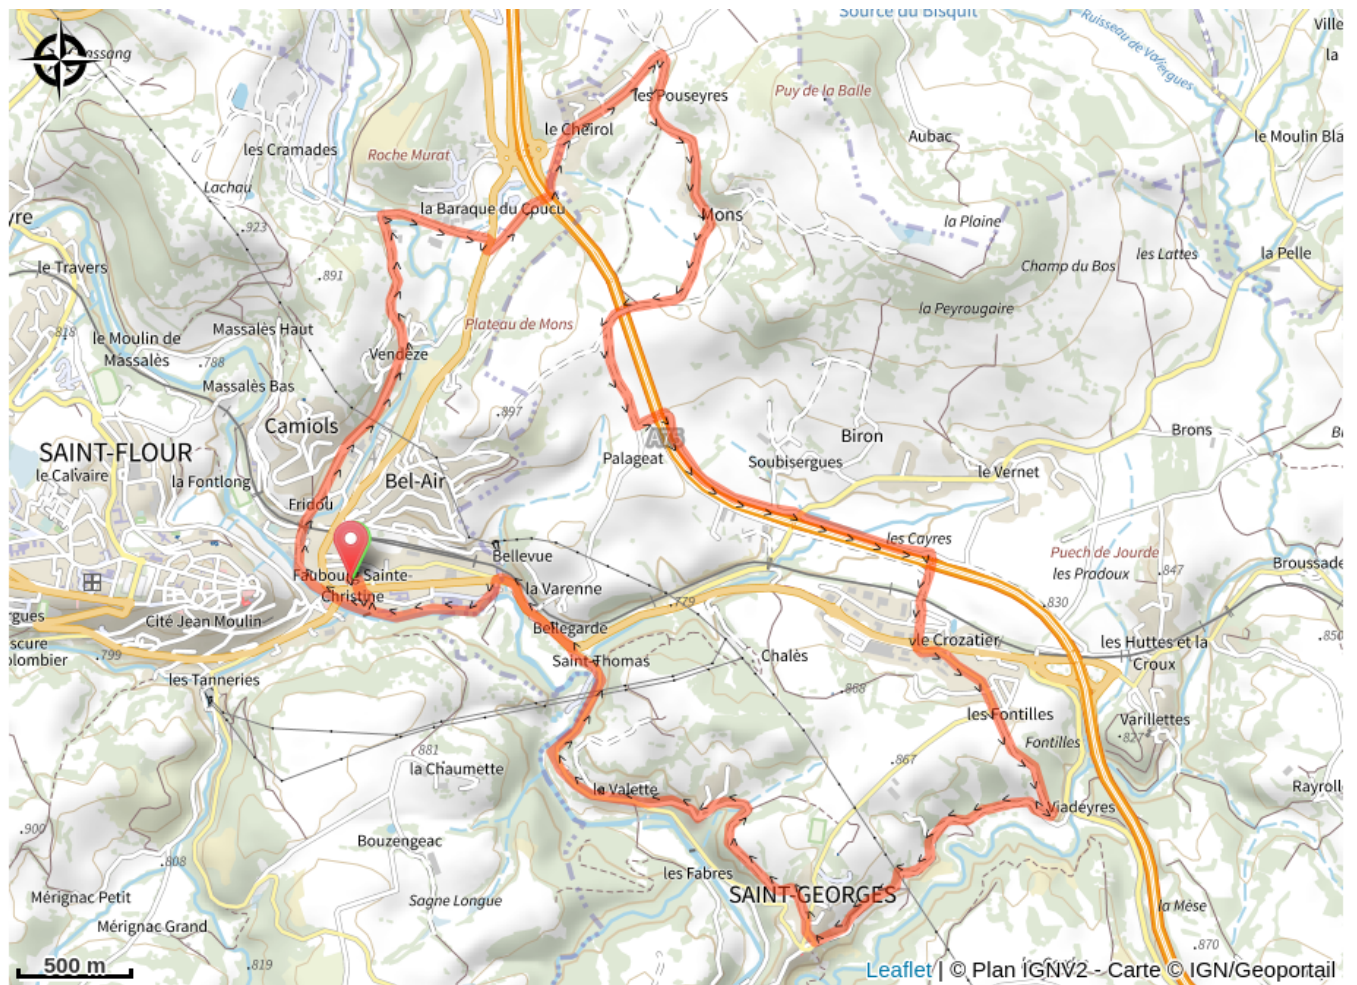 Source du Bisquit
Ruisseau de Vallergues
Ville
la
les Pouseyres
Puy de la Balle
le Cheirol
Aubac
le Moulin Bla
les Cramades
Roche Murat
Lachau
la Baraque du Coucu
Mons
la Plaine
.923
le Travers
.891
les Lattes
la Pelle
Champ du Bos
la Peyrougaire
818
Massalès Haut
Plateau de Mons
le Moulin de
Massalès
.788
Vendèze
Massalès Bas
.897
Camiols
SAINT-FLOUR
Biron
Brons
le Calvaire
la Fontlong
Bel-Air
Palageat
Soubisergues
le Vernet
Fridou
les Cayres
Bellevue
Puech de Jourde
les Pradoux
.847
Broussade
Faubourg Sainte-
Christine
la Varenne
.779
.830
Cité Jean Moulin
Bellegarde
le Crozatier
les Huttes et la
Croux
.850
.799
Saint-Thomas
Chalès
les Tanneries
.868
les Fontilles
Varillettes
.827
881
Fontilles
la Chaumette
.867
la Valette
Rayroll
Viadeyres
.900
Bouzengeac
.808
les Fabres
Mérignac Petit
Sagne Longue
SAINT-GEORGES
la Mèse
Mérignac Grand
.870
.819
500 m
Leaflet | © Plan IGNV2 - Carte © IGN/Geoportail